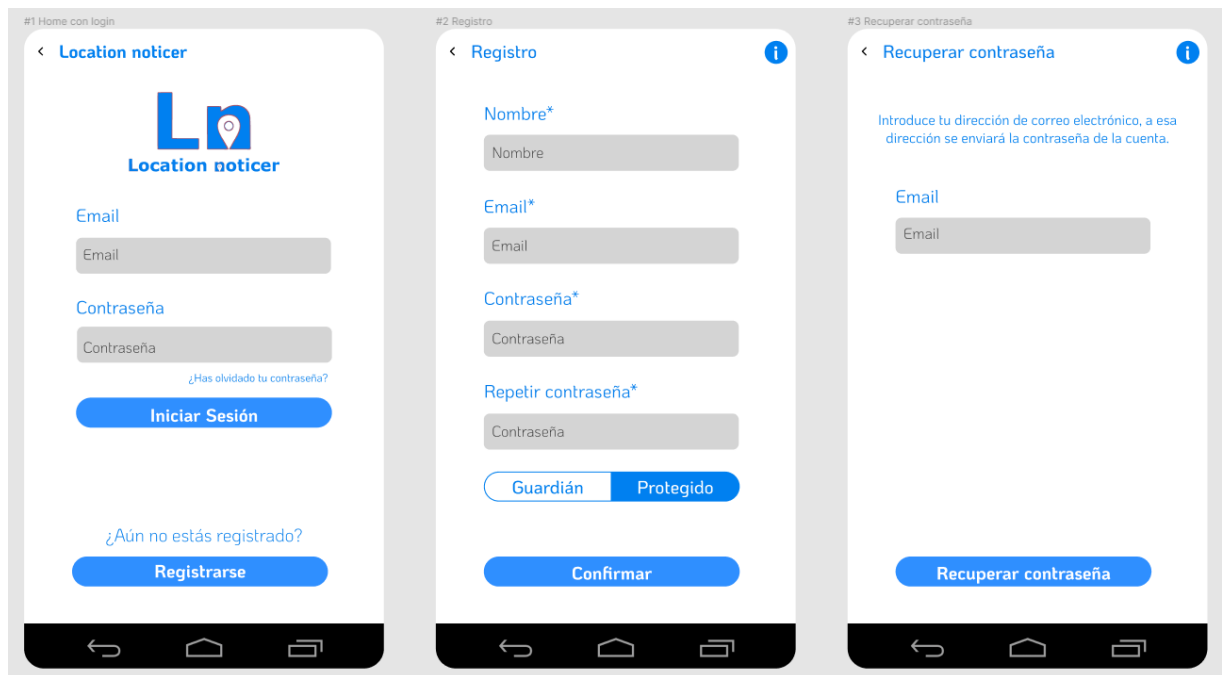 #1 Home con login
Location noticer
Ln
Location noticer
Email
Email
Contraseña
Contraseña
¿Has olvidado tu contraseña?
Iniciar Sesión
¿Aún no estás registrado?
Registrarse
#2 Registro
Registro
i
Nombre*
Nombre
Email*
Email
Contraseña*
Contraseña
Repetir contraseña*
Contraseña
Guardián Protegido
Confirmar
#3 Recuperar contraseña
Recuperar contraseña
i
Introduce tu dirección de correo electrónico, a esa
dirección se enviará la contraseña de la cuenta.
Email
Email
Recuperar contraseña